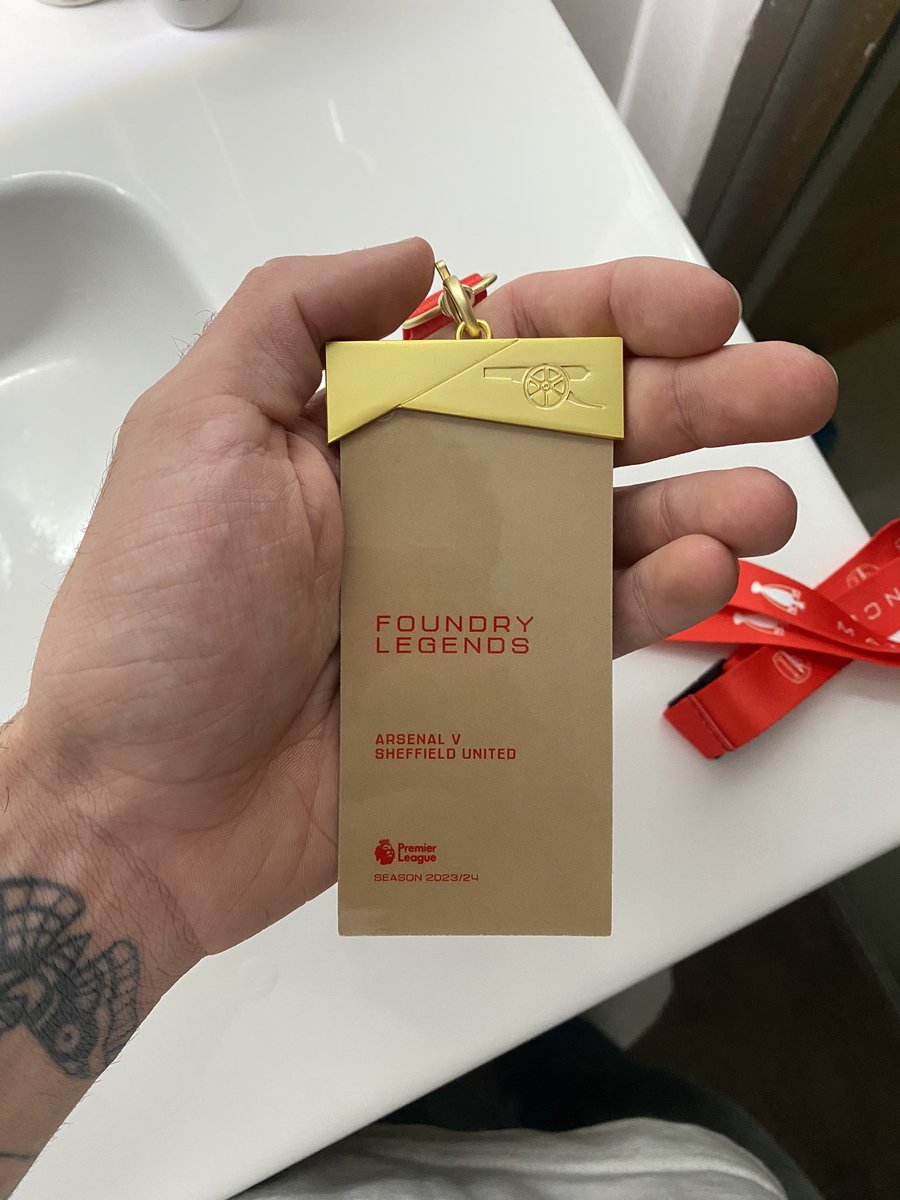 FOUNDRY
LEGENDS
ARSENAL V
SHEFFIELD UNITED
Premier
League
SEASON 2023/24